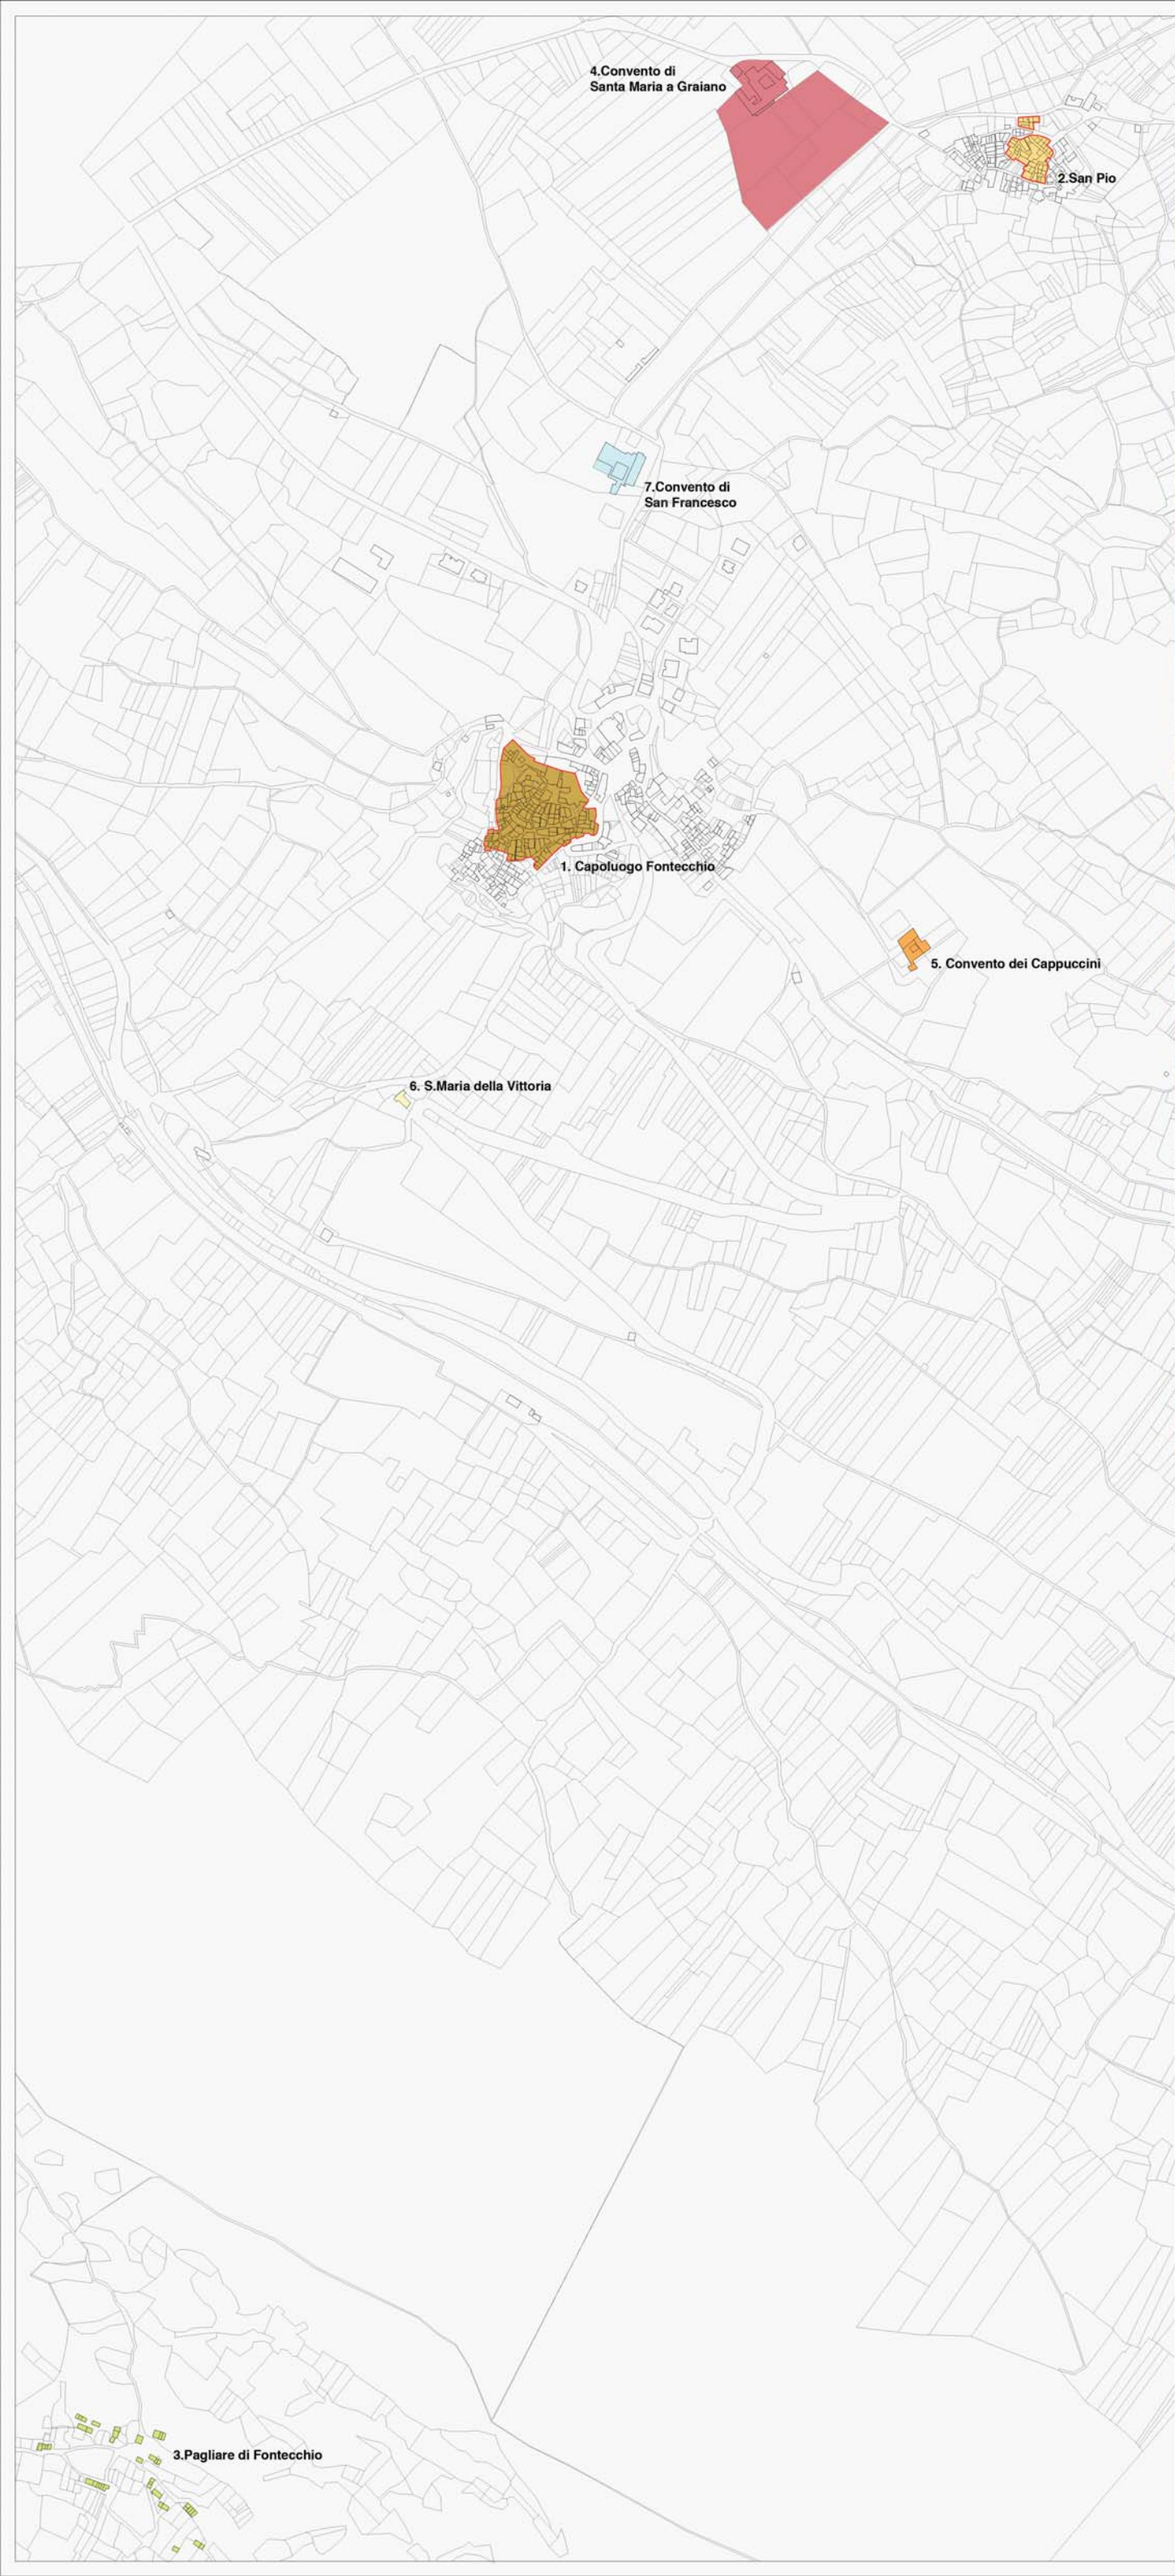 4.Convento di
Santa Maria a Graiano
2.San Pio
7.Convento di
San Francesco
1. Capoluogo Fontecchio
5. Convento dei Cappuccini
6. S.Maria della Vittoria
3.Pagliare di Fontecchio